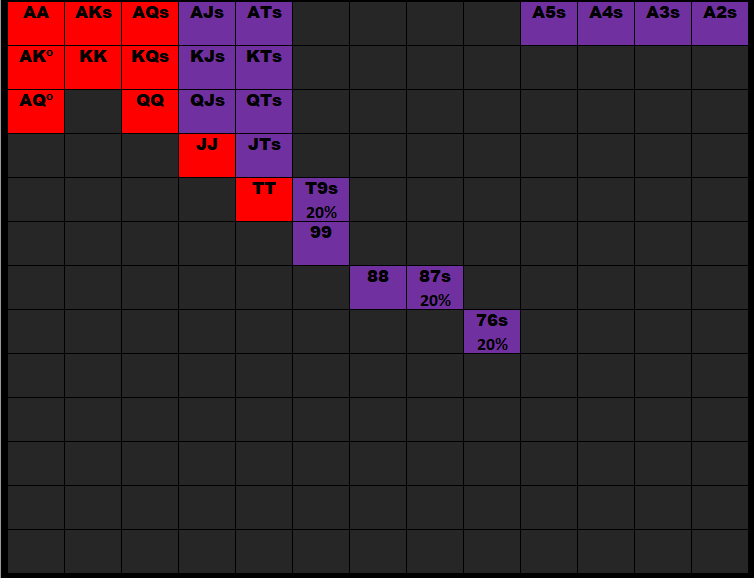 AA AKs AQs AJs ATs A5s A4s A3s A2s
AKº KK KQs KJs KTs
AQº QQ QJs QTs
JJ JTs
TT T9s
20%
99
88 87s
20%
76s
20%